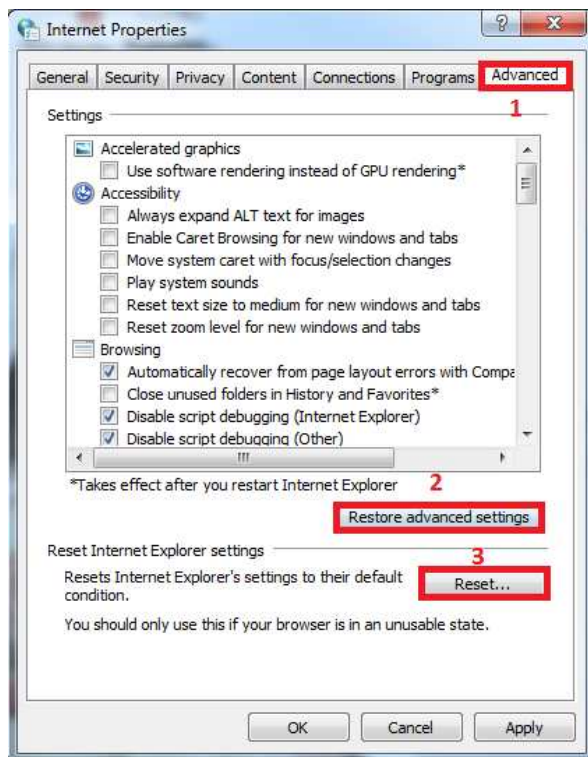 Internet Properties
General Security Privacy Content Connections Programs Advanced
1
Settings
Accelerated graphics
Use software rendering instead of GPU rendering*
Accessibility
Always expand ALT text for images
Enable Caret Browsing for new windows and tabs
Move system caret with focus/selection changes
Play system sounds
Reset text size to medium for new windows and tabs
Reset zoom level for new windows and tabs
Browsing
Automatically recover from page layout errors with Compa
Close unused folders in History and Favorites*
Disable script debugging (Internet Explorer)
Disable script debugging (Other)
*Takes effect after you restart Internet Explorer
2
Restore advanced settings
Reset Internet Explorer settings
3
Resets Internet Explorer's settings to their default
condition.
Reset...
You should only use this if your browser is in an unusable state.
OK Cancel Apply